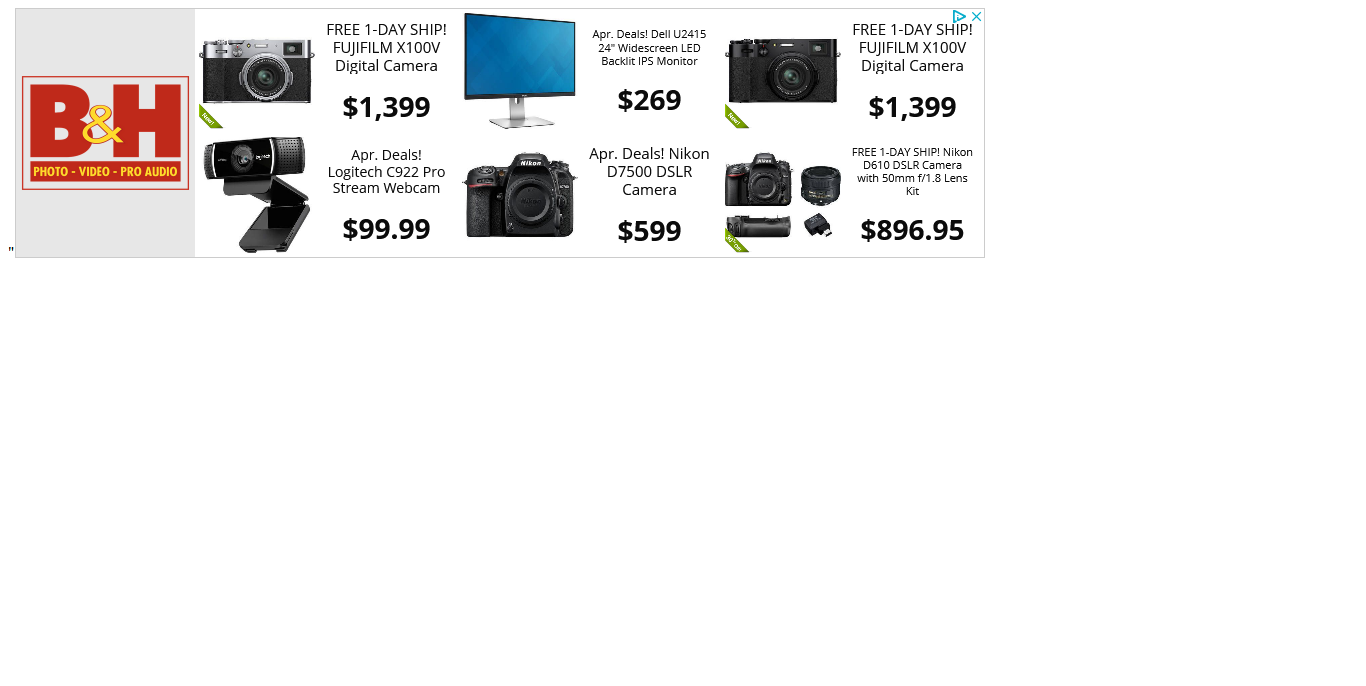 B&H
PHOTO - VIDEO - PRO AUDIO
FREE 1-DAY SHIP!
FUJIFILM X100V
Digital Camera
$1,399
New!
Apr. Deals! Dell U2415
24" Widescreen LED
Backlit IPS Monitor
$269
FREE 1-DAY SHIP!
FUJIFILM X100V
Digital Camera
$1,399
New!
Apr. Deals!
Logitech C922 Pro
Stream Webcam
$99.99
Nikon
Apr. Deals! Nikon
D7500 DSLR
Camera
$599
Nikon
FREE 1-DAY SHIP! Nikon
D610 DSLR Camera
with 50mm f/1.8 Lens
Kit
$896.95
"